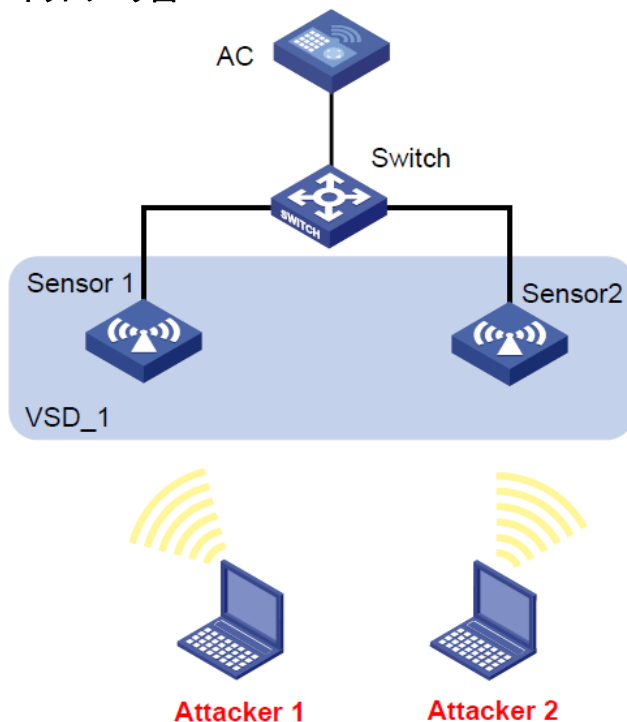 AC
Switch
SWITCH
Sensor 1
Sensor2
VSD_1
Attacker 1
Attacker 2